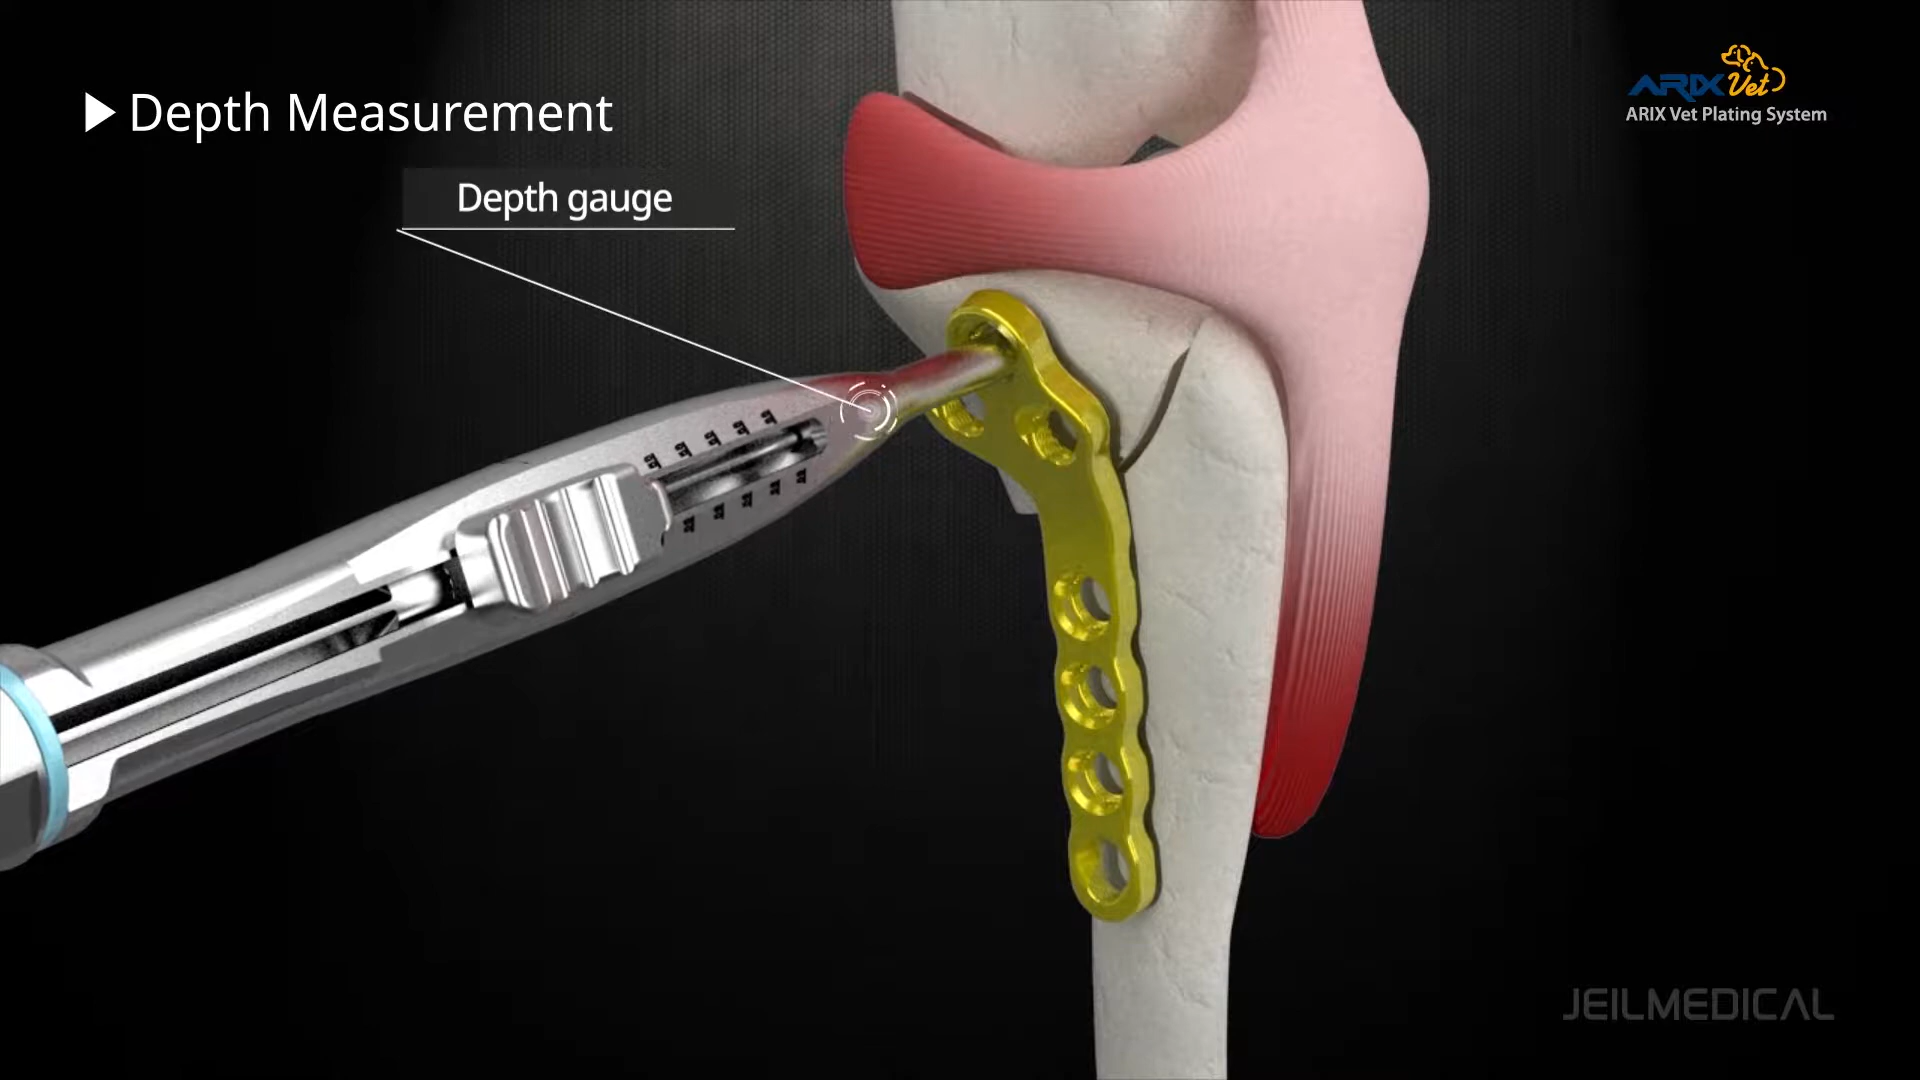 Depth Measurement
Depth gauge
ARIX Vet
ARIX Vet Plating System
JEILMEDICAL